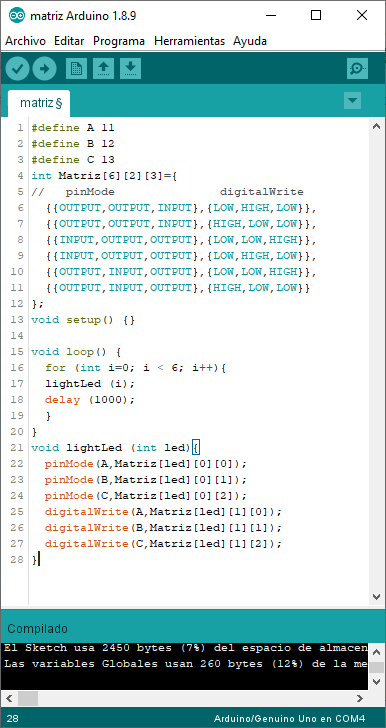 matriz Arduino 1.8.9
Archivo Editar Programa Herramientas Ayuda
matriz §
1 #define A 11
2 #define B 12
3 #define C 13
4 int Matriz[6][2][3]={
5 //   pinMode               digitalWrite
6   {{OUTPUT,OUTPUT,INPUT},{LOW,HIGH,LOW}},
7   {{OUTPUT,OUTPUT,INPUT},{HIGH,LOW,LOW}},
8   {{INPUT,OUTPUT,OUTPUT},{LOW,LOW,HIGH}},
9   {{INPUT,OUTPUT,OUTPUT},{LOW,HIGH,LOW}},
10   {{OUTPUT,INPUT,OUTPUT},{LOW,LOW,HIGH}},
11   {{OUTPUT,INPUT,OUTPUT},{HIGH,LOW,LOW}}
12 };
13 void setup() {}
14
15 void loop() {
16   for (int i=0; i < 6; i++){
17   lightLed (i);
18   delay (1000);
19   }
20 }
21 void lightLed (int led){
22   pinMode(A,Matriz[led][0][0]);
23   pinMode(B,Matriz[led][0][1]);
24   pinMode(C,Matriz[led][0][2]);
25   digitalWrite(A,Matriz[led][1][0]);
26   digitalWrite(B,Matriz[led][1][1]);
27   digitalWrite(C,Matriz[led][1][2]);
28 }
Compilado
El Sketch usa 2450 bytes (7%) del espacio de almacen
Las variables Globales usan 260 bytes (12%) de la me
28 Arduino/Genuino Uno en COM4